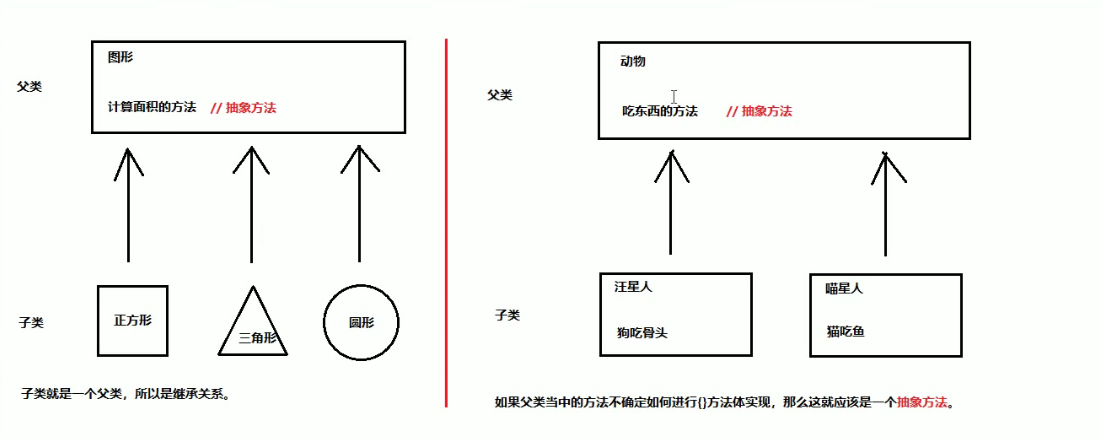 图形
父类
计算面积的方法 // 抽象方法
正方形
三角形
圆形
子类
子类就是一个父类，所以是继承关系。
动物
父类
吃东西的方法 // 抽象方法
汪星人
狗吃骨头
喵星人
猫吃鱼
子类
如果父类当中的方法不确定如何进行{}方法体实现，那么这就应该是一个抽象方法。